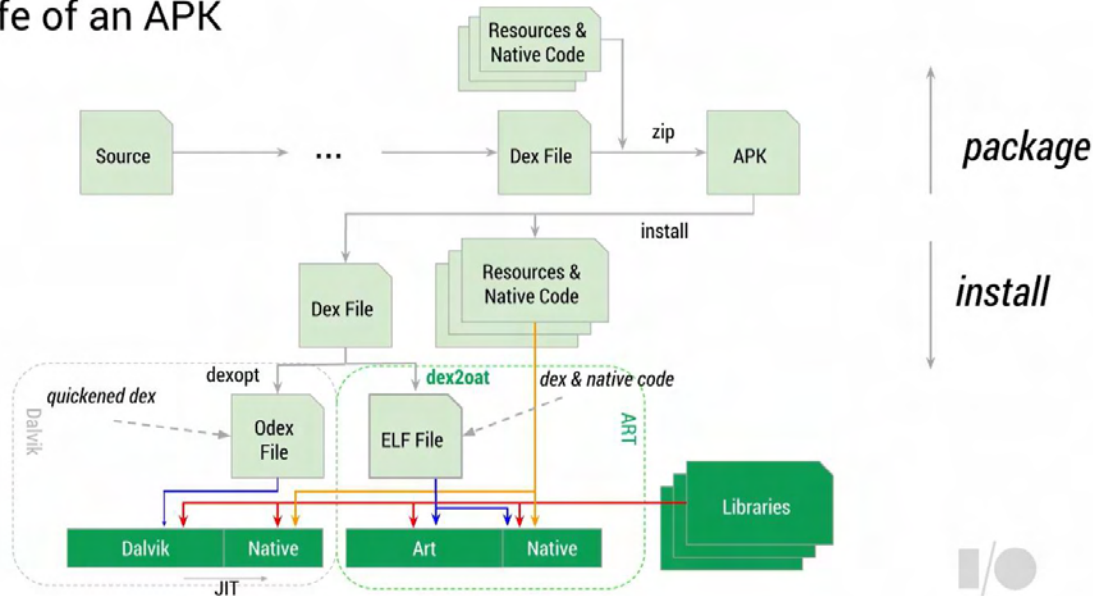 fe of an APK
Resources &
Native Code
Source
...
Dex File
zip
APK
package
install
Resources &
Native Code
Dex File
install
dexopt
dex2oat
dex & native code
quickened dex
Dalvik
Odex
File
ELF File
ART
Libraries
Dalvik
Native
Art
Native
JIT
I/O